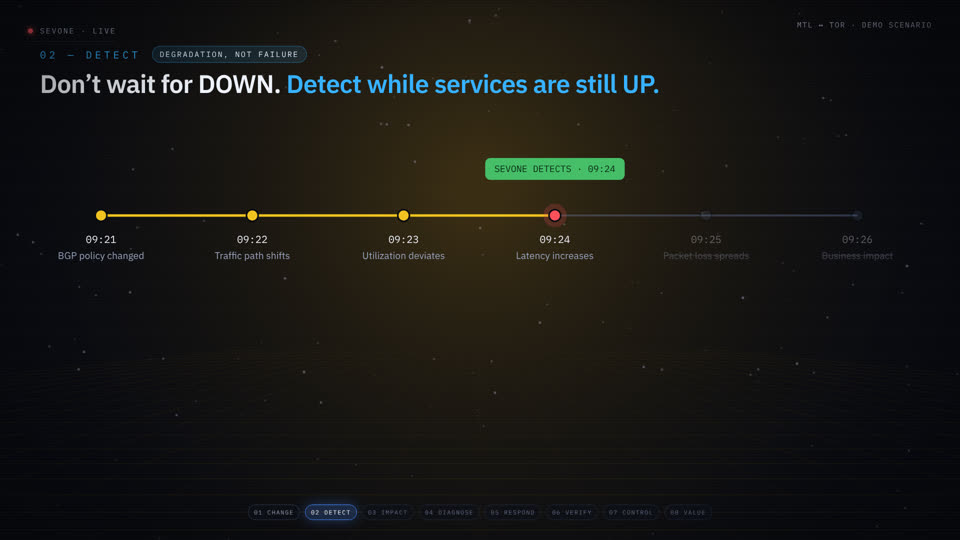 SEVONE · LIVE
MTL ↔ TOR · DEMO SCENARIO
02 — DETECT
DEGRADATION, NOT FAILURE
Don’t wait for DOWN. Detect while services are still UP.
SEVONE DETECTS · 09:24
09:21
BGP policy changed
09:22
Traffic path shifts
09:23
Utilization deviates
09:24
Latency increases
09:25
Packet loss spreads
09:26
Business impact
01 CHANGE
02 DETECT
03 IMPACT
04 DIAGNOSE
05 RESPOND
06 VERIFY
07 CONTROL
08 VALUE